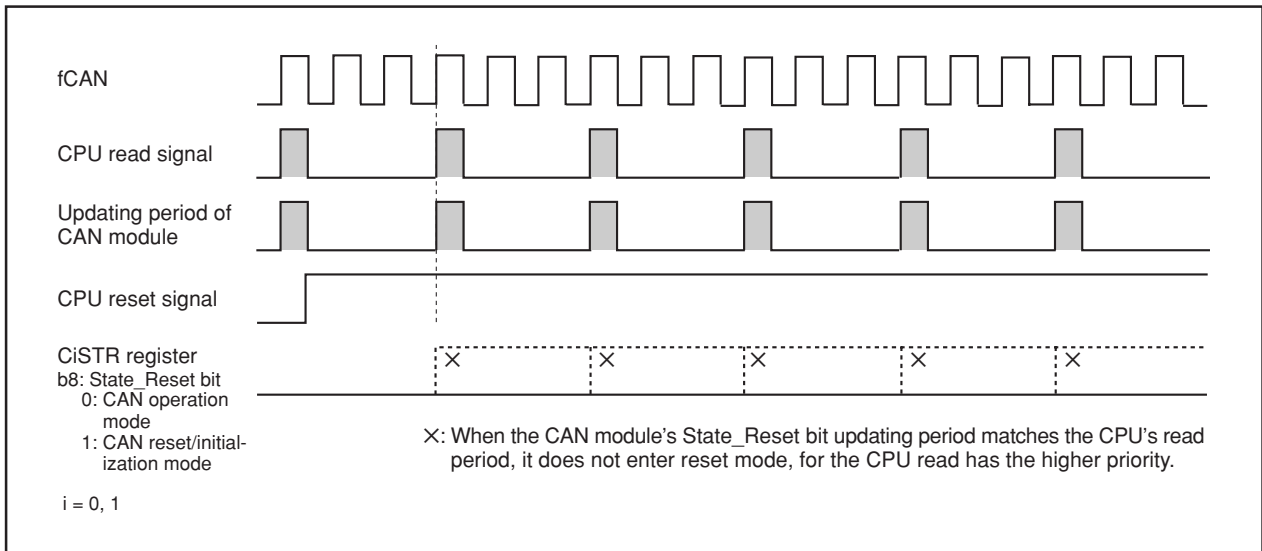 fCAN
CPU read signal
Updating period of
CAN module
CPU reset signal
CiSTR register
b8: State_Reset bit
0: CAN operation
mode
1: CAN reset/initial-
ization mode
×: When the CAN module's State_Reset bit updating period matches the CPU's read
period, it does not enter reset mode, for the CPU read has the higher priority.
i = 0, 1